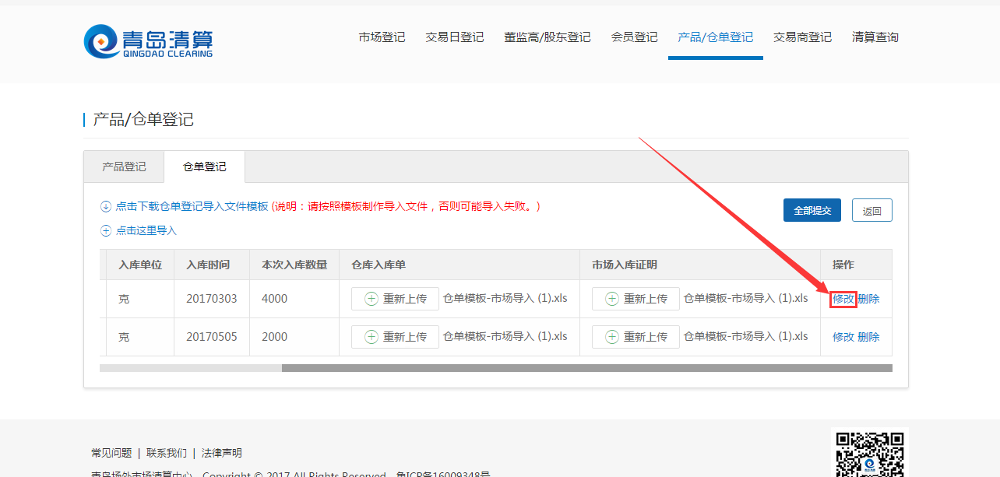 青岛清算
QINGDAO CLEARING
市场登记 交易日登记 董监高/股东登记 会员登记 产品/仓单登记 交易商登记 清算查询
产品/仓单登记
产品登记 仓单登记
点击下载仓单登记导入文件模板 (说明：请按照模板制作导入文件，否则可能导入失败。)
全部提交 返回
点击这里导入
入库单位 入库时间 本次入库数量 仓库入库单 市场入库证明 操作
克 20170303 4000 重新上传 仓单模板-市场导入 (1).xls 重新上传 仓单模板-市场导入 (1).xls 修改 删除
克 20170505 2000 重新上传 仓单模板-市场导入 (1).xls 重新上传 仓单模板-市场导入 (1).xls 修改 删除
常见问题 | 联系我们 | 法律声明
青岛场外市场清算中心 Copyright © 2017 All Rights Reserved 鲁ICP备16009348号